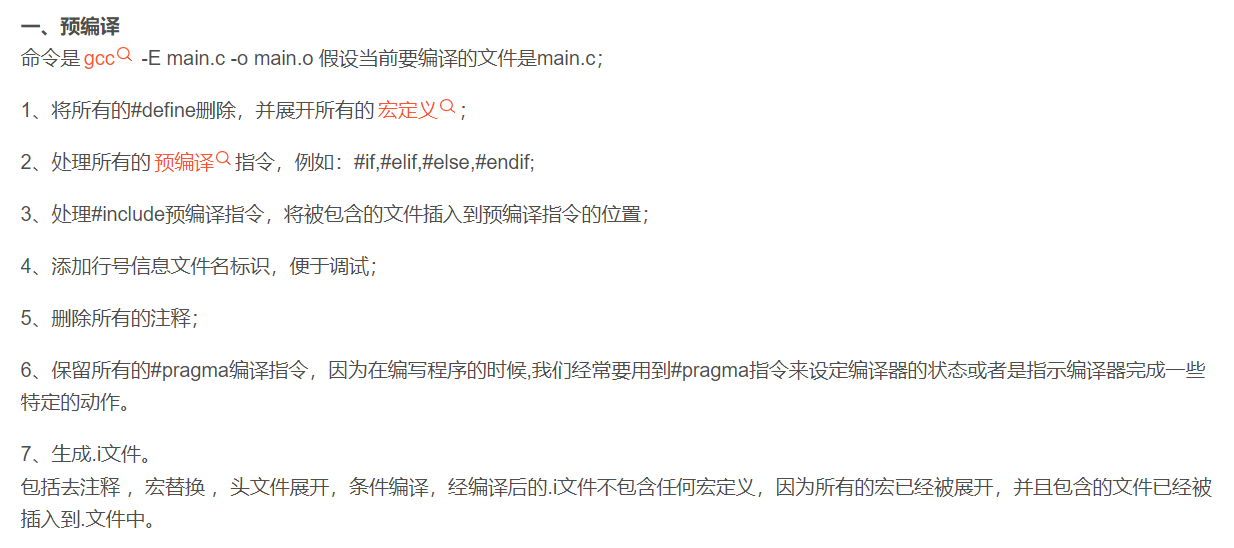 一、预编译
命令是 gcc -E main.c -o main.o 假设当前要编译的文件是main.c；
1、将所有的#define删除，并展开所有的 宏定义 ；
2、处理所有的 预编译 指令，例如：#if,#elif,#else,#endif;
3、处理#include预编译指令，将被包含的文件插入到预编译指令的位置；
4、添加行号信息文件名标识，便于调试；
5、删除所有的注释；
6、保留所有的#pragma编译指令，因为在编写程序的时候,我们经常要用到#pragma指令来设定编译器的状态或者是指示编译器完成一些
特定的动作。
7、生成.i文件。
包括去注释 ，宏替换 ，头文件展开，条件编译，经编译后的.i文件不包含任何宏定义，因为所有的宏已经被展开，并且包含的文件已经被
插入到.文件中。